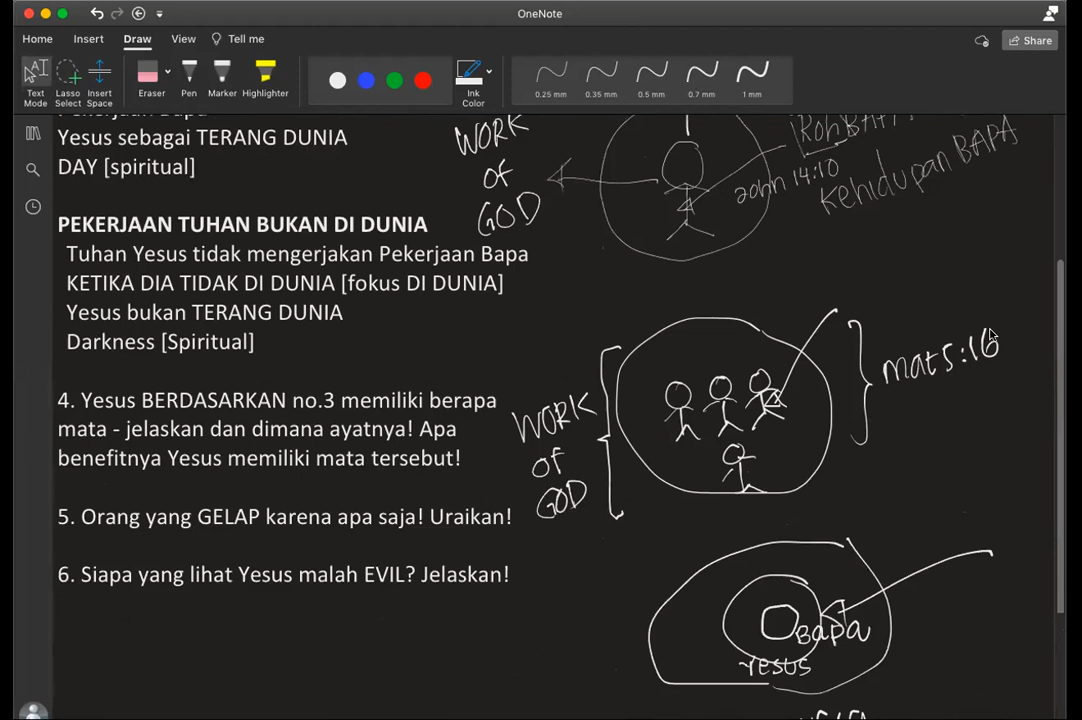 OneNote
Home Insert Draw View Tell me
Share
Text Mode
Lasso Select
Insert Space
Eraser
Pen
Marker
Highlighter
Ink Color
0.25 mm 0.35 mm 0.5 mm 0.7 mm 1 mm
Yesus sebagai TERANG DUNIA
DAY [spiritual]
PEKERJAAN TUHAN BUKAN DI DUNIA
Tuhan Yesus tidak mengerjakan Pekerjaan Bapa
KETIKA DIA TIDAK DI DUNIA [fokus DI DUNIA]
Yesus bukan TERANG DUNIA
Darkness [Spiritual]
4. Yesus BERDASARKAN no.3 memiliki berapa
mata - jelaskan dan dimana ayatnya! Apa
benefitnya Yesus memiliki mata tersebut!
5. Orang yang GELAP karena apa saja! Uraikan!
6. Siapa yang lihat Yesus malah EVIL? Jelaskan!
WORK
of
GOD
Roh BAPA
John 14:10
Kehidupan BAPA
WORK
of
GOD
mat 5:16
Bapa
Yesus